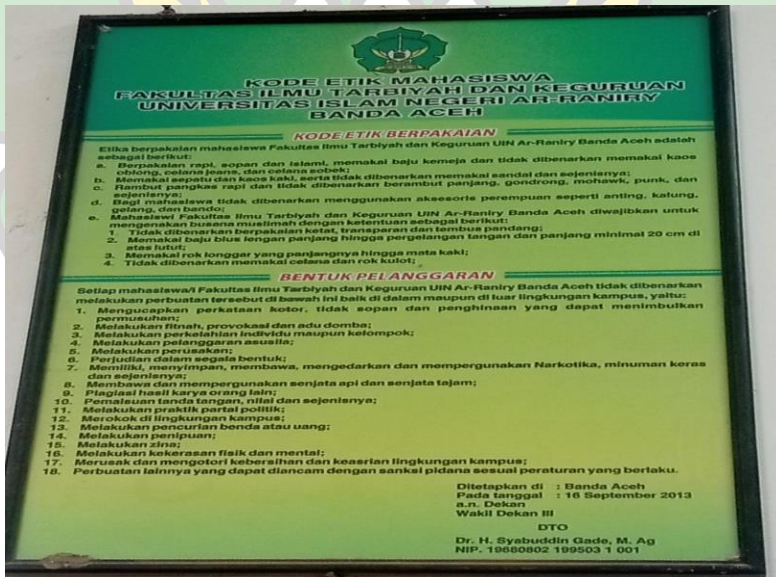 KODE ETIK MAHASISWA
FAKULTAS ILMU TARBIYAH DAN KEGURUAN
UNIVERSITAS ISLAM NEGERI AR-RANIRY
BANDA ACEH
KODE ETIK BERPAKAIAN
Etika berpakaian mahasiswa Fakultas Ilmu Tarbiyah dan Keguruan UIN Ar-Raniry Banda Aceh adalah
sebagai berikut:
a. Berpakaian rapi, sopan dan islami, memakai baju kemeja dan tidak dibenarkan memakai kaos
oblong, celana jeans, dan celana sobek;
b. Memakai sepatu dan kaos kaki, serta tidak dibenarkan memakai sandal dan sejenisnya;
c. Rambut pangkas rapi dan tidak dibenarkan berambut panjang, gondrong, mohawk, punk, dan
sejenisnya;
d. Bagi mahasiswa tidak dibenarkan menggunakan aksesoris perempuan seperti anting, kalung,
gelang, dan bando;
e. Mahasiswi Fakultas Ilmu Tarbiyah dan Keguruan UIN Ar-Raniry Banda Aceh diwajibkan untuk
mengenakan busana muslimah dengan ketentuan sebagai berikut:
1. Tidak dibenarkan berpakaian ketat, transparan dan tembus pandang;
2. Memakai baju blus lengan panjang hingga pergelangan tangan dan panjang minimal 20 cm di
atas lutut;
3. Memakai rok longgar yang panjangnya hingga mata kaki;
4. Tidak dibenarkan memakai celana dan rok kulot;
BENTUK PELANGGARAN
Setiap mahasiswa/i Fakultas Ilmu Tarbiyah dan Keguruan UIN Ar-Raniry Banda Aceh tidak dibenarkan
melakukan perbuatan tersebut di bawah ini baik di dalam maupun di luar lingkungan kampus, yaitu:
1. Mengucapkan perkataan kotor, tidak sopan dan penghinaan yang dapat menimbulkan
permusuhan;
2. Melakukan fitnah, provokasi dan adu domba;
3. Melakukan perkelahian individu maupun kelompok;
4. Melakukan pelanggaran asusila;
5. Melakukan perusakan;
6. Perjudian dalam segala bentuk;
7. Memiliki, menyimpan, membawa, mengedarkan dan mempergunakan Narkotika, minuman keras
dan sejenisnya;
8. Membawa dan mempergunakan senjata api dan senjata tajam;
9. Plagiasi hasil karya orang lain;
10. Pemalsuan tanda tangan, nilai dan sejenisnya;
11. Melakukan praktik partai politik;
12. Merokok di lingkungan kampus;
13. Melakukan pencurian benda atau uang;
14. Melakukan penipuan;
15. Melakukan zina;
16. Melakukan kekerasan fisik dan mental;
17. Merusak dan mengotori kebersihan dan keasrian lingkungan kampus;
18. Perbuatan lainnya yang dapat diancam dengan sanksi pidana sesuai peraturan yang berlaku.
Ditetapkan di : Banda Aceh
Pada tanggal : 16 September 2013
a.n. Dekan
Wakil Dekan III
DTO
Dr. H. Syabuddin Gade, M. Ag
NIP. 19680802 199503 1 001